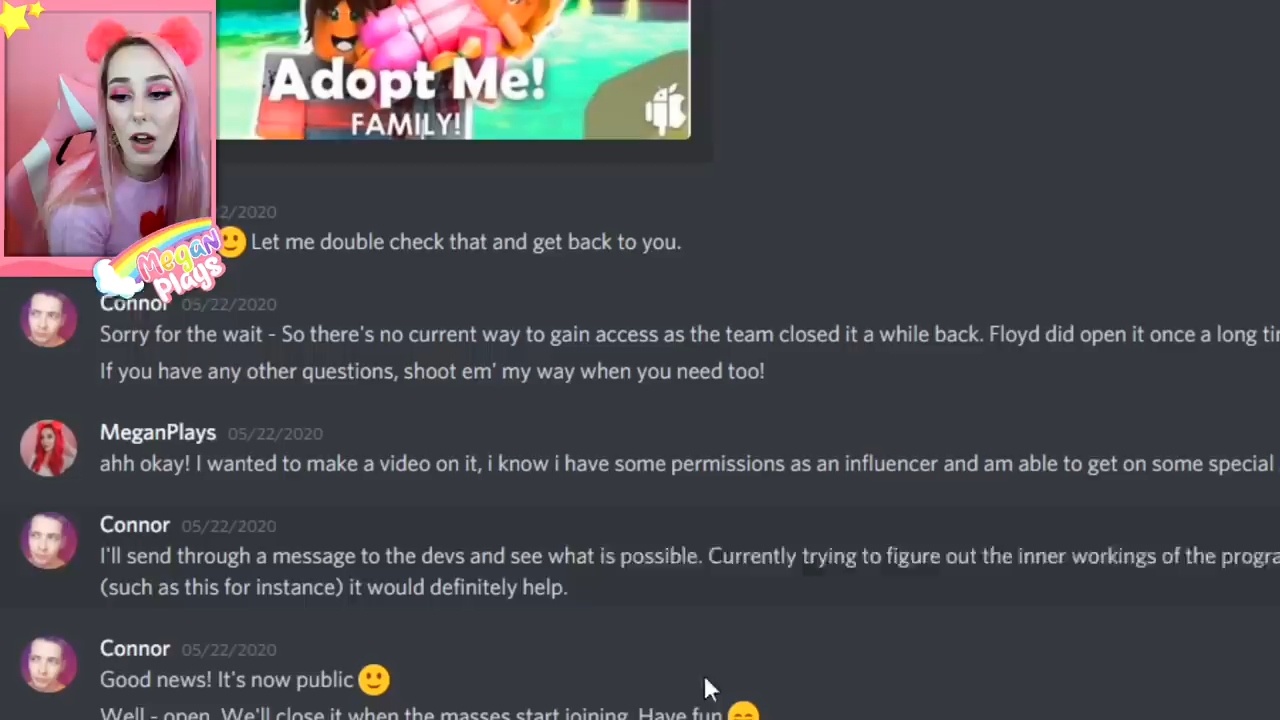 Adopt Me!
FAMILY!
2/2020
Let me double check that and get back to you.
Megan
Plays
Connor 05/22/2020
Sorry for the wait - So there's no current way to gain access as the team closed it a while back. Floyd did open it once a long
If you have any other questions, shoot em' my way when you need too!
MeganPlays 05/22/2020
ahh okay! I wanted to make a video on it, i know i have some permissions as an influencer and am able to get on some special
Connor 05/22/2020
I'll send through a message to the devs and see what is possible. Currently trying to figure out the inner workings of the progra
(such as this for instance) it would definitely help.
Connor 05/22/2020
Good news! It's now public
Well - open. We'll close it when the masses start joining. Have fun